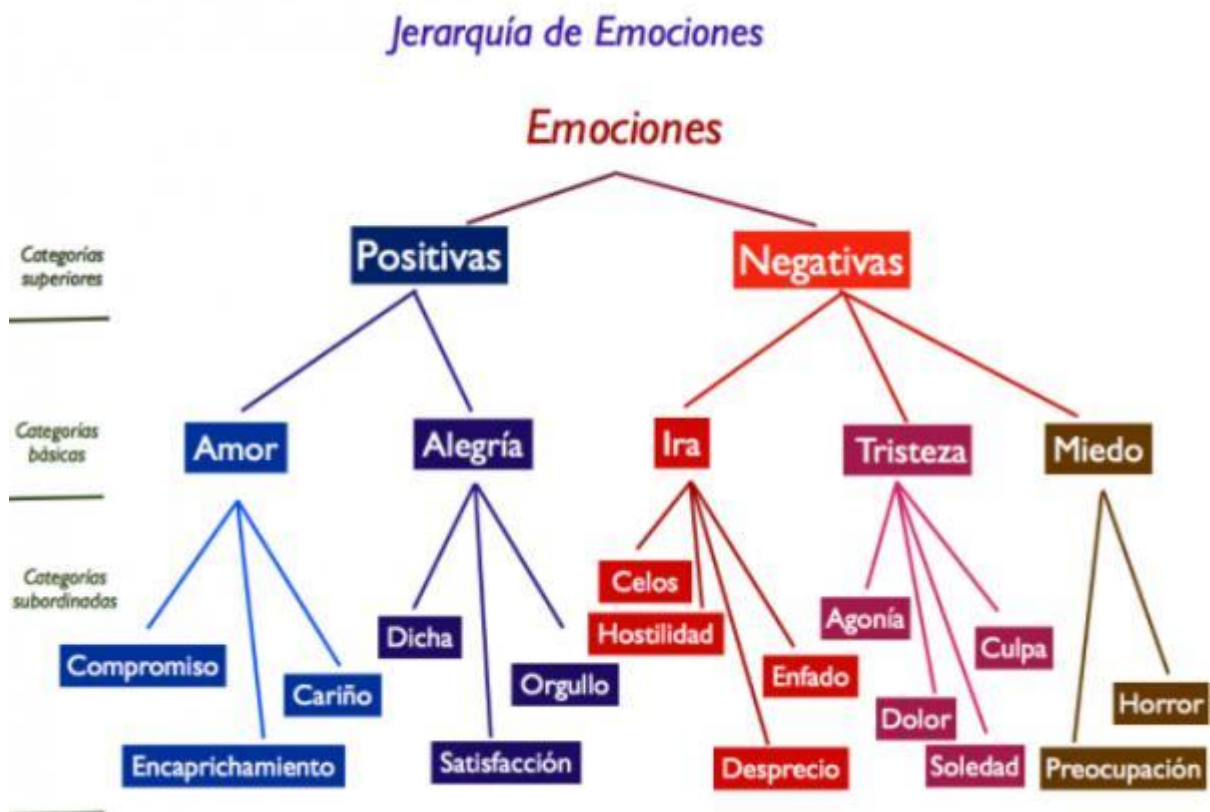 Jerarquía de Emociones
Emociones
Categorías
superiores
Positivas
Negativas
Categorías
básicas
Amor
Alegría
Ira
Tristeza
Miedo
Categorías
subordinadas
Celos
Hostilidad
Agonía
Dicha
Culpa
Compromiso
Enfado
Orgullo
Cariño
Horror
Dolor
Encaprichamiento
Satisfacción
Desprecio
Soledad
Preocupación